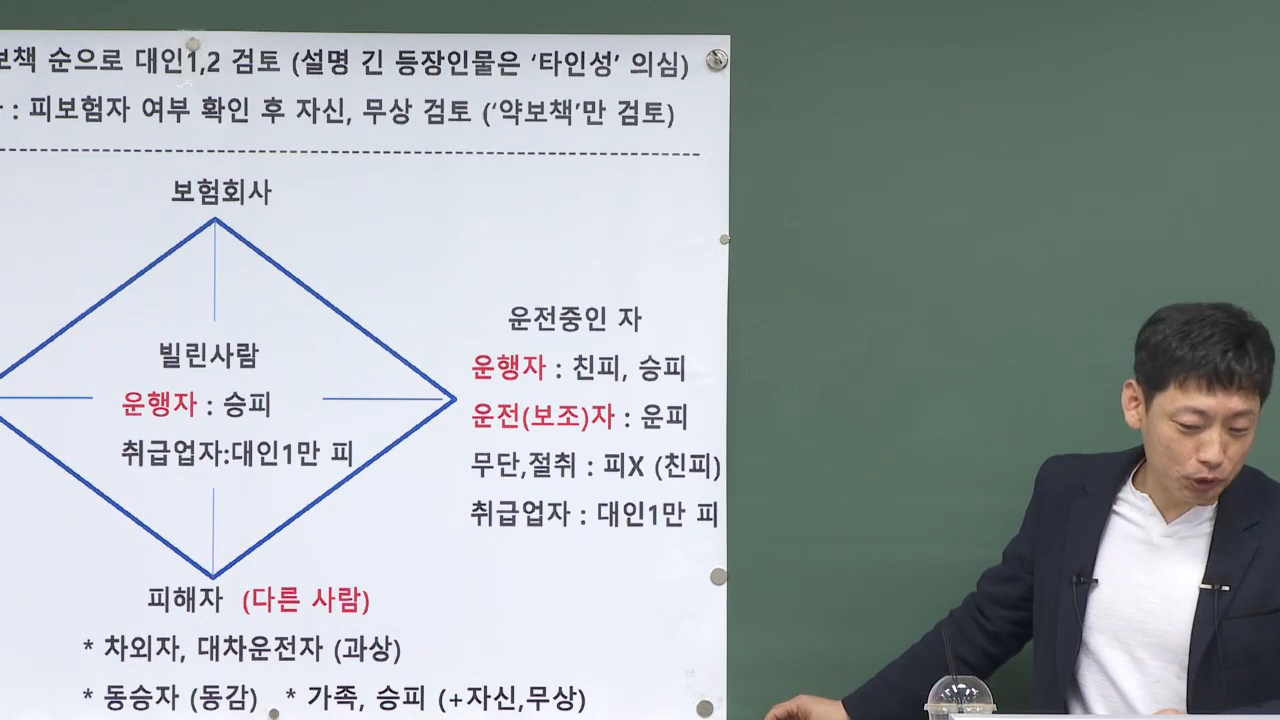 보책 순으로 대인1,2 검토 (설명 긴 등장인물은 ‘타인성’ 의심)
: 피보험자 여부 확인 후 자신, 무상 검토 (‘약보책’만 검토)
보험회사
빌린사람
운행자 : 승피
취급업자:대인1만 피
운전중인 자
운행자 : 친피, 승피
운전(보조)자 : 운피
무단,절취 : 피X (친피)
취급업자 : 대인1만 피
피해자 (다른 사람)
* 차외자, 대차운전자 (과상)
* 동승자 (동감) * 가족, 승피 (+자신,무상)